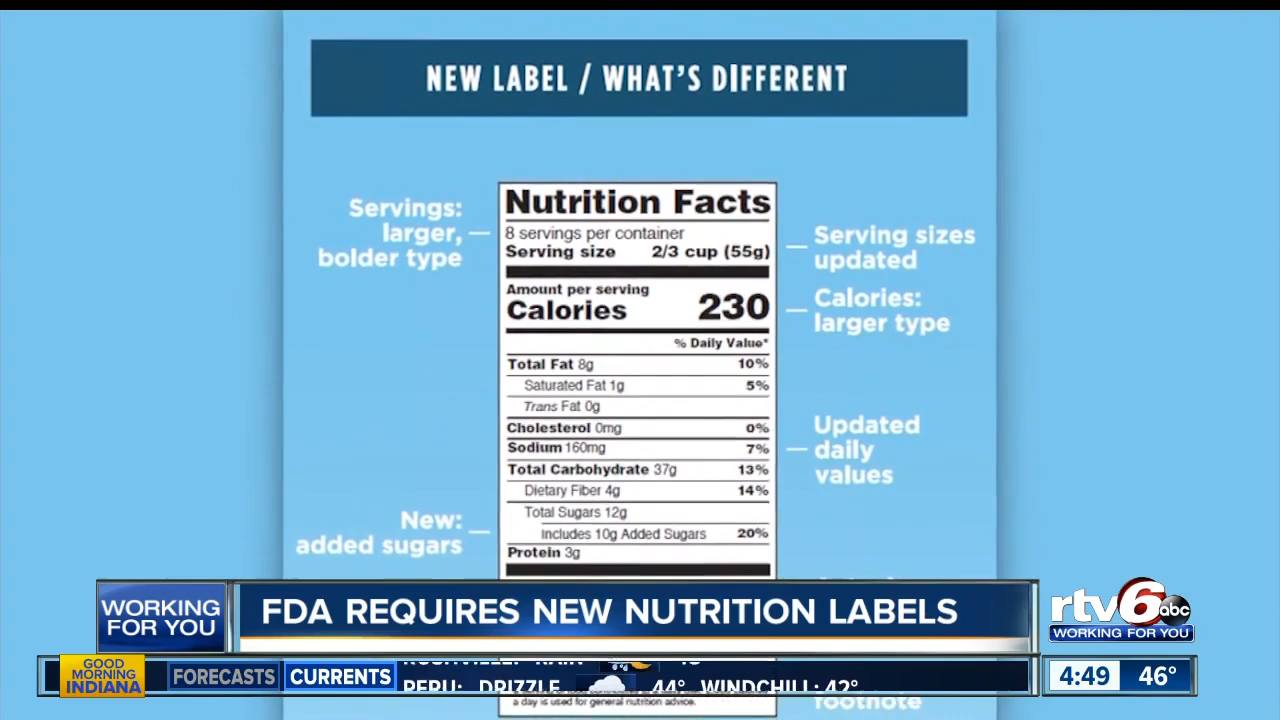 NEW LABEL / WHAT'S DIFFERENT
Servings:
larger,
bolder type
New:
added sugars
Nutrition Facts
8 servings per container
Serving size 2/3 cup (55g)
Amount per serving
Calories 230
% Daily Value*
Total Fat 8g 10%
Saturated Fat 1g 5%
Trans Fat 0g
Cholesterol 0mg 0%
Sodium 160mg 7%
Total Carbohydrate 37g 13%
Dietary Fiber 4g 14%
Total Sugars 12g
Includes 10g Added Sugars 20%
Protein 3g
Serving sizes
updated
Calories:
larger type
Updated
daily
values
WORKING
FOR YOU
FDA REQUIRES NEW NUTRITION LABELS
rtv6 abc
WORKING FOR YOU
GOOD
MORNING
INDIANA
FORECASTS CURRENTS
PERU: DRIZZLE 44° WINDCHILL: 42°
4:49 46°
a day is used for general nutrition advice.
footnote